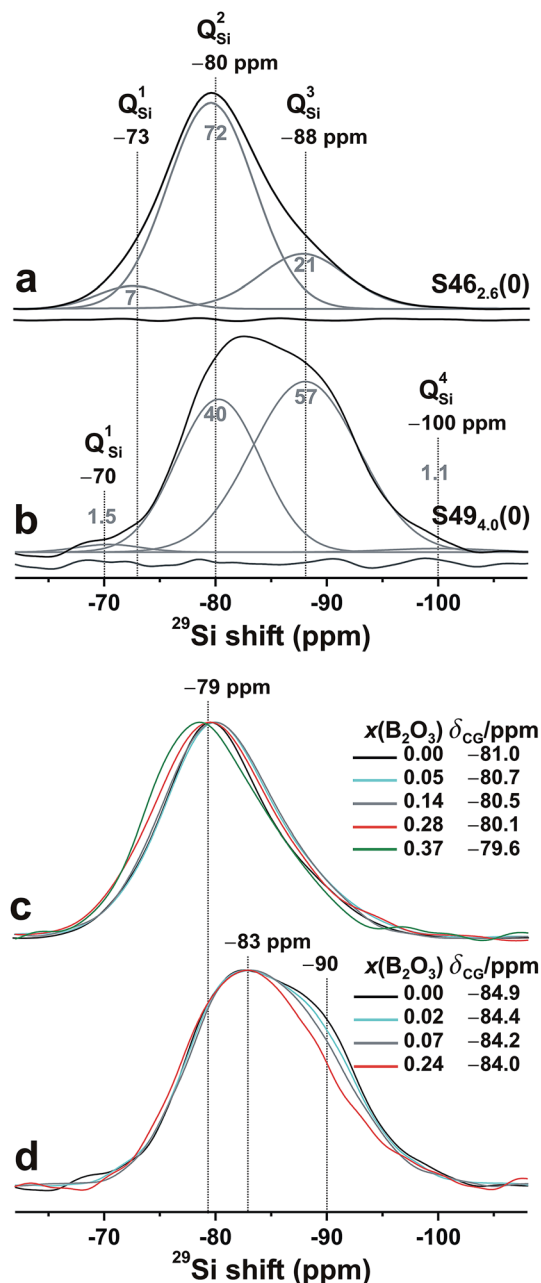 Q²Si
−80 ppm
Q¹Si
−73
Q³Si
−88 ppm
72
21
7
a
S46₂.₆(0)
Q⁴Si
−100 ppm
Q¹Si
−70
40
57
1.1
1.5
b
S49₄.₀(0)
-70 -80 -90 -100
²⁹Si shift (ppm)
−79 ppm
x(B₂O₃) δCG/ppm
0.00 −81.0
0.05 −80.7
0.14 −80.5
0.28 −80.1
0.37 −79.6
c
−83 ppm
−90
x(B₂O₃) δCG/ppm
0.00 −84.9
0.02 −84.4
0.07 −84.2
0.24 −84.0
d
-70 -80 -90 -100
²⁹Si shift (ppm)